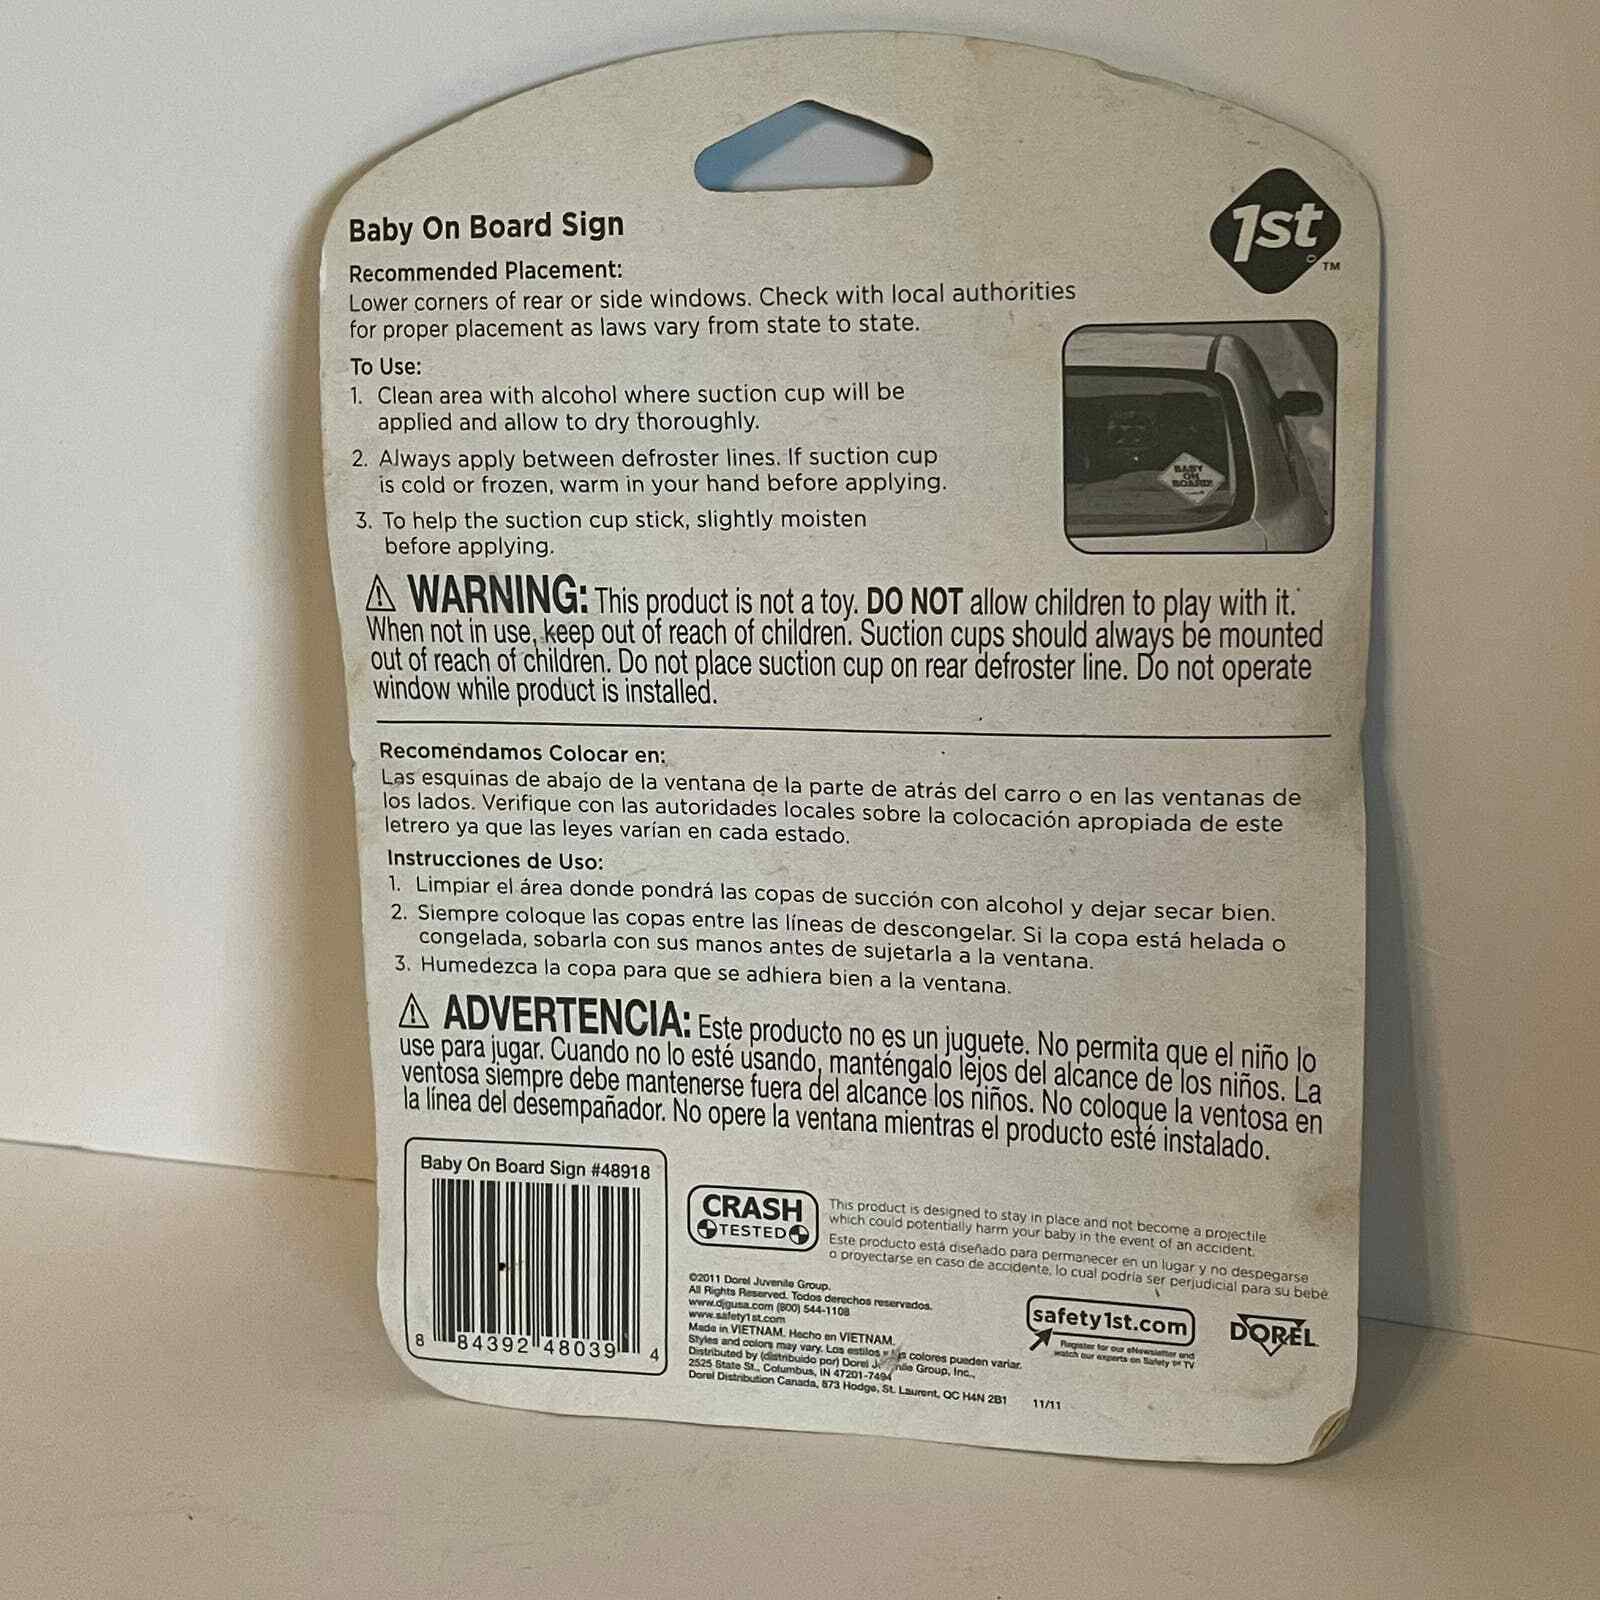 Baby On Board Sign
1st
TM
Recommended Placement:
Lower corners of rear or side windows. Check with local authorities
for proper placement as laws vary from state to state.
To Use:
1. Clean area with alcohol where suction cup will be
applied and allow to dry thoroughly.
2. Always apply between defroster lines. If suction cup
is cold or frozen, warm in your hand before applying.
3. To help the suction cup stick, slightly moisten
before applying.
BABY
ON
BOARD!
⚠ WARNING: This product is not a toy. DO NOT allow children to play with it.
When not in use, keep out of reach of children. Suction cups should always be mounted
out of reach of children. Do not place suction cup on rear defroster line. Do not operate
window while product is installed.
Recomendamos Colocar en:
Las esquinas de abajo de la ventana de la parte de atrás del carro o en las ventanas de
los lados. Verifique con las autoridades locales sobre la colocación apropiada de este
letrero ya que las leyes varían en cada estado.
Instrucciones de Uso:
1. Limpiar el área donde pondrá las copas de succión con alcohol y dejar secar bien.
2. Siempre coloque las copas entre las líneas de descongelar. Si la copa está helada o
congelada, sobarla con sus manos antes de sujetarla a la ventana.
3. Humedezca la copa para que se adhiera bien a la ventana.
⚠ ADVERTENCIA: Este producto no es un juguete. No permita que el niño lo
use para jugar. Cuando no lo esté usando, manténgalo lejos del alcance de los niños. La
ventosa siempre debe mantenerse fuera del alcance los niños. No coloque la ventosa en
la línea del desempañador. No opere la ventana mientras el producto esté instalado.
Baby On Board Sign #48918
8 84392 48039 4
CRASH
TESTED
This product is designed to stay in place and not become a projectile
which could potentially harm your baby in the event of an accident.
Este producto está diseñado para permanecer en un lugar y no despegarse
o proyectarse en caso de accidente, lo cual podría ser perjudicial para su bebé
©2011 Dorel Juvenile Group.
All Rights Reserved. Todos derechos reservados.
www.djgusa.com (800) 544-1108
www.safety1st.com
Made in VIETNAM. Hecho en VIETNAM.
Styles and colors may vary. Los estilos colores pueden variar.
Distributed by (distribuido por) Dorel Group, Inc.,
2525 State St., Columbus, IN 47201-7494
Dorel Distribution Canada, 873 Hodge, St. Laurent, QC H4N 2B1
11/11
safety1st.com
Register for our eNewsletter and
watch our experts on Safety 1st TV
DOREL